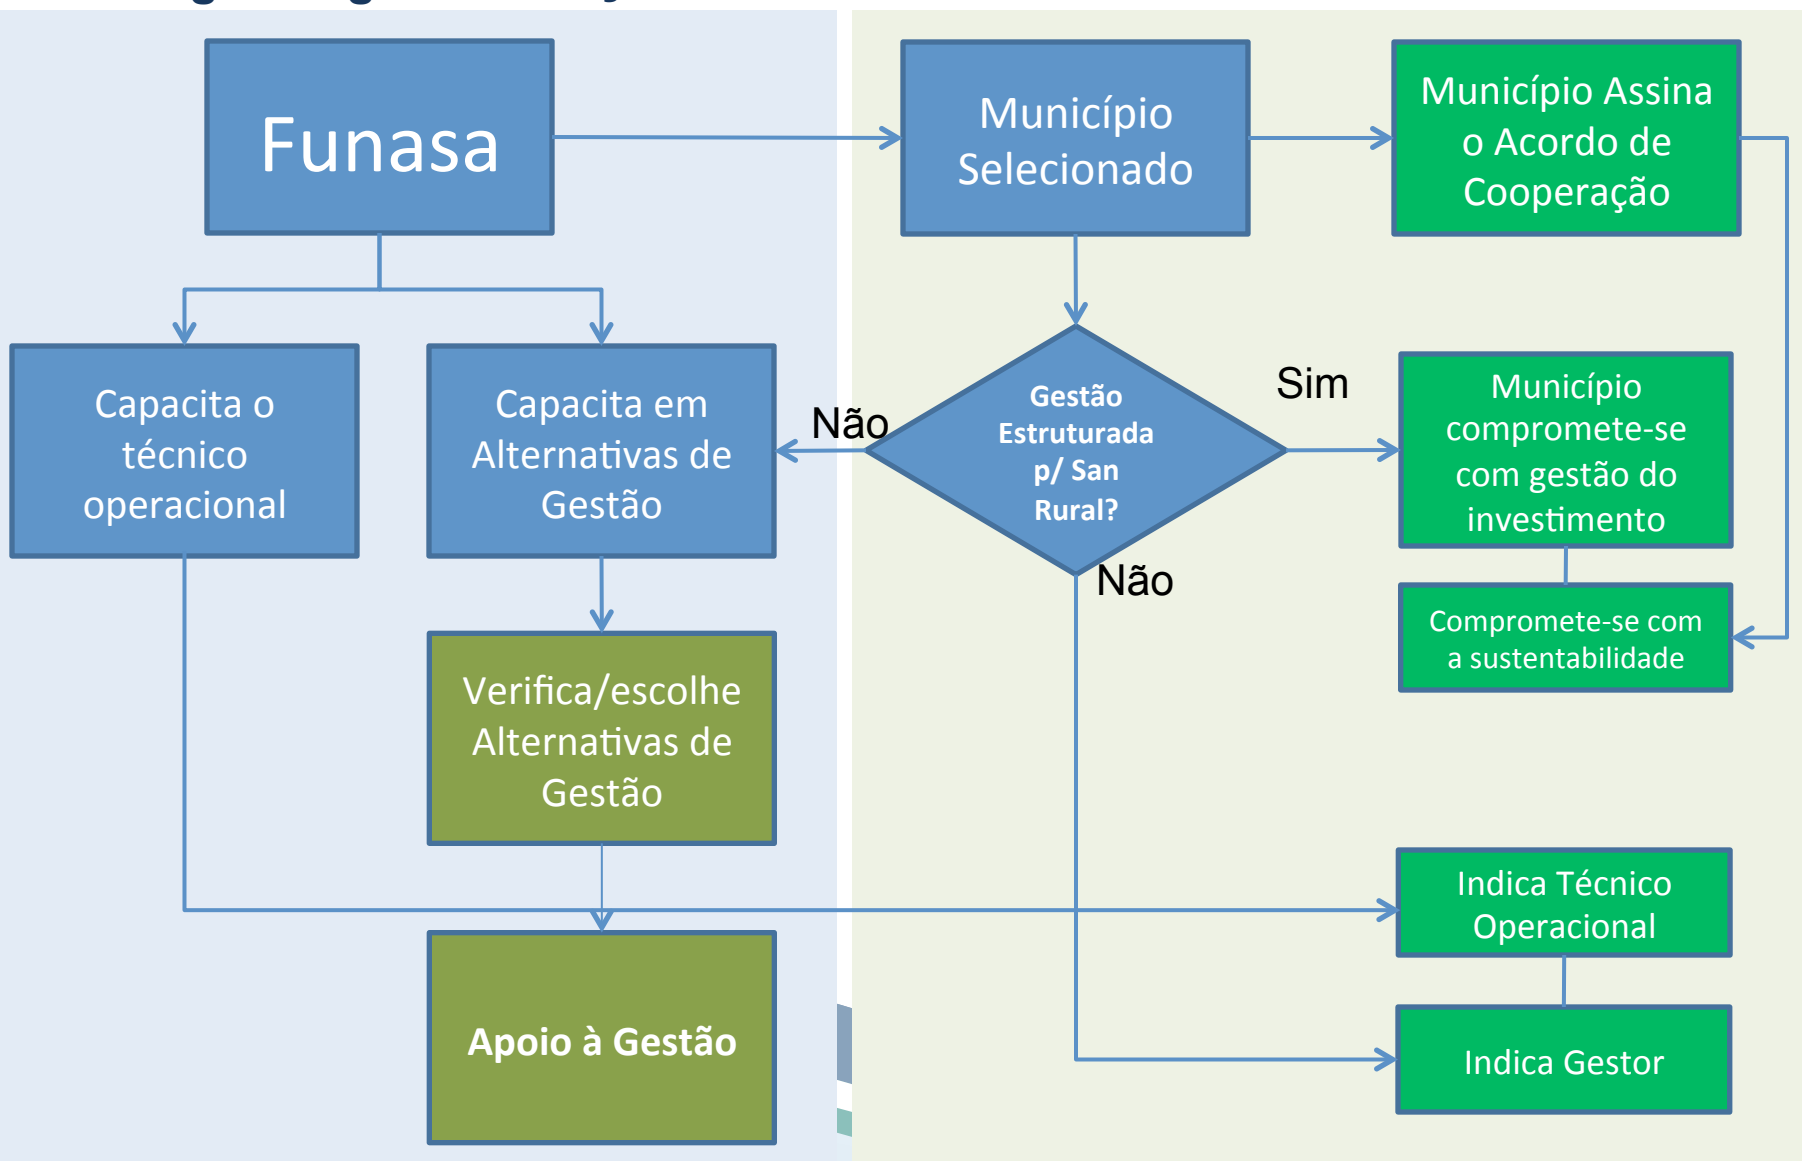 Funasa
Município
Selecionado
Município Assina
o Acordo de
Cooperação
Capacita o
técnico
operacional
Capacita em
Alternativas de
Gestão
Não
Gestão
Estruturada
p/ San
Rural?
Sim
Município
compromete-se
com gestão do
investimento
Não
Compromete-se com
a sustentabilidade
Verifica/escolhe
Alternativas de
Gestão
Indica Técnico
Operacional
Apoio à Gestão
Indica Gestor